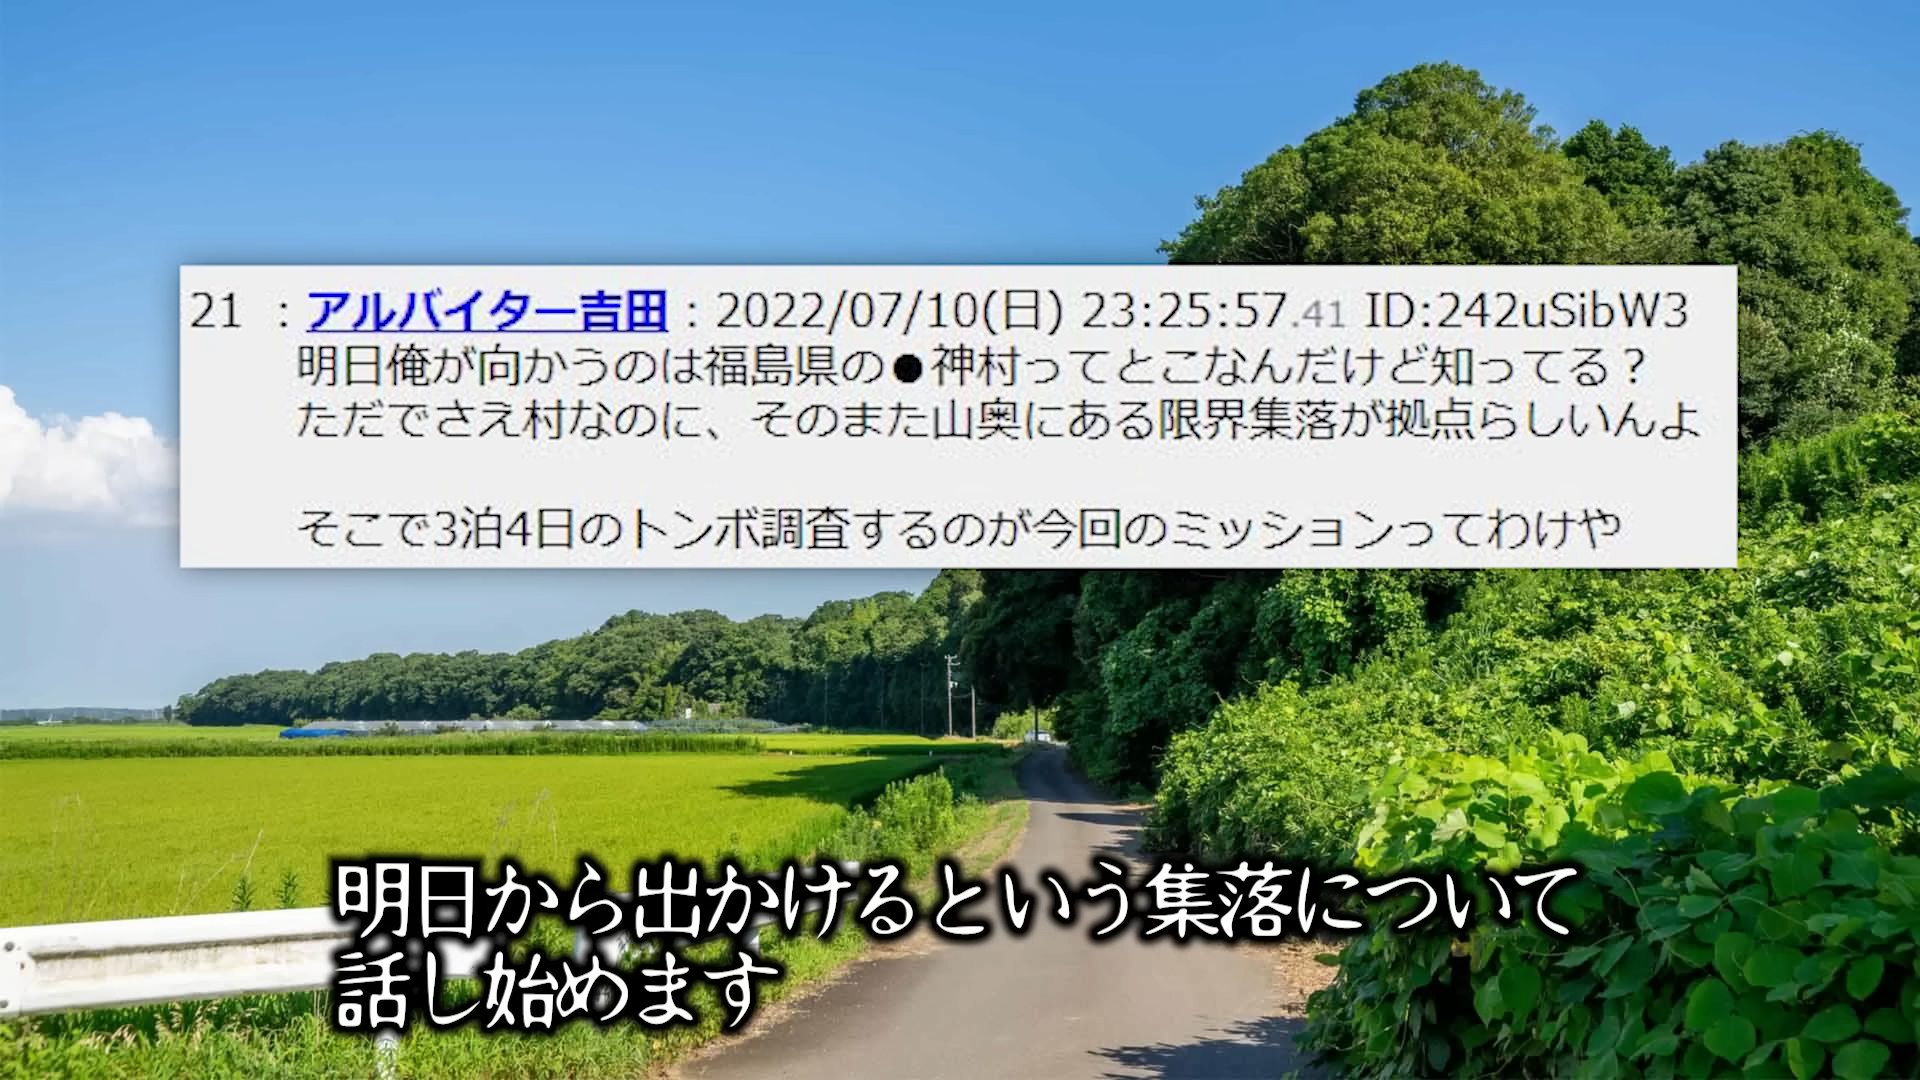 21 ：アルバイター吉田：2022/07/10(日) 23:25:57.41 ID:242uSibW3
明日俺が向かうのは福島県の●神村ってとこなんだけど知ってる？
ただでさえ村なのに、そのまた山奥にある限界集落が拠点らしいんよ
そこで3泊4日のトンボ調査するのが今回のミッションってわけや
明日から出かけるという集落について
話し始めます